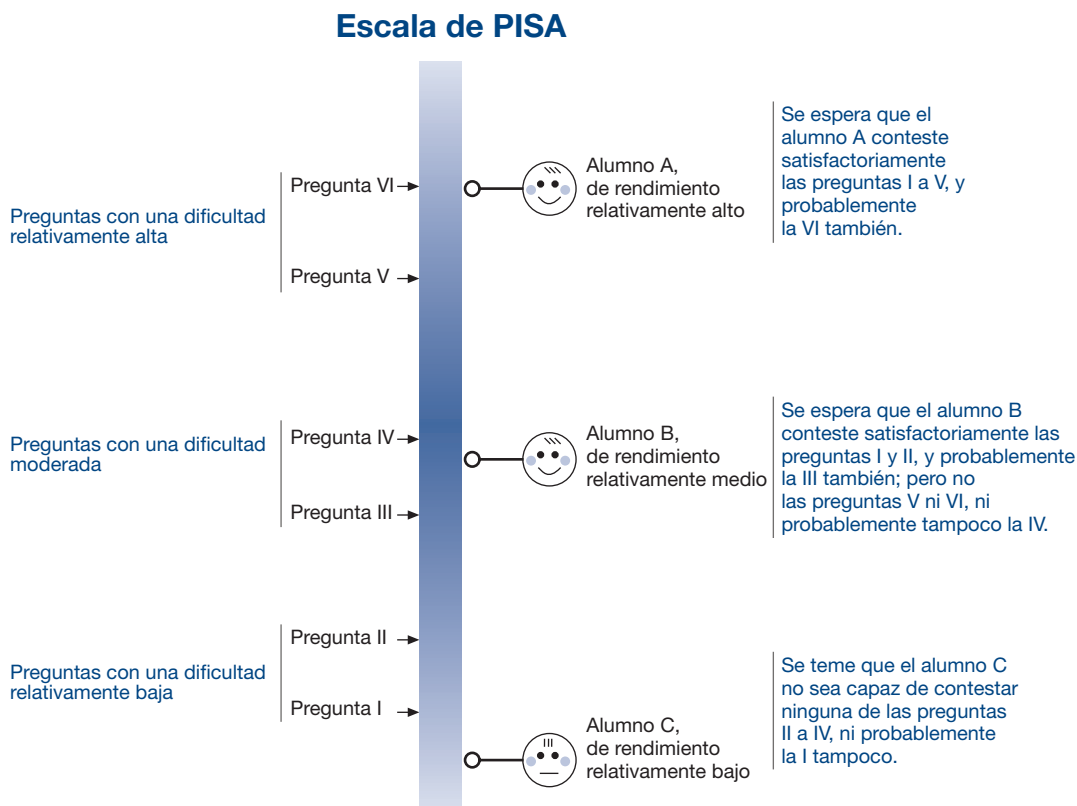 Escala de PISA
Preguntas con una dificultad
relativamente alta
Pregunta VI
Pregunta V
Alumno A,
de rendimiento
relativamente alto
Se espera que el
alumno A conteste
satisfactoriamente
las preguntas I a V, y
probablemente
la VI también.
Preguntas con una dificultad
moderada
Pregunta IV
Pregunta III
Alumno B,
de rendimiento
relativamente medio
Se espera que el alumno B
conteste satisfactoriamente las
preguntas I y II, y probablemente
la III también; pero no
las preguntas V ni VI, ni
probablemente tampoco la IV.
Preguntas con una dificultad
relativamente baja
Pregunta II
Pregunta I
Alumno C,
de rendimiento
relativamente bajo
Se teme que el alumno C
no sea capaz de contestar
ninguna de las preguntas
II a IV, ni probablemente
la I tampoco.